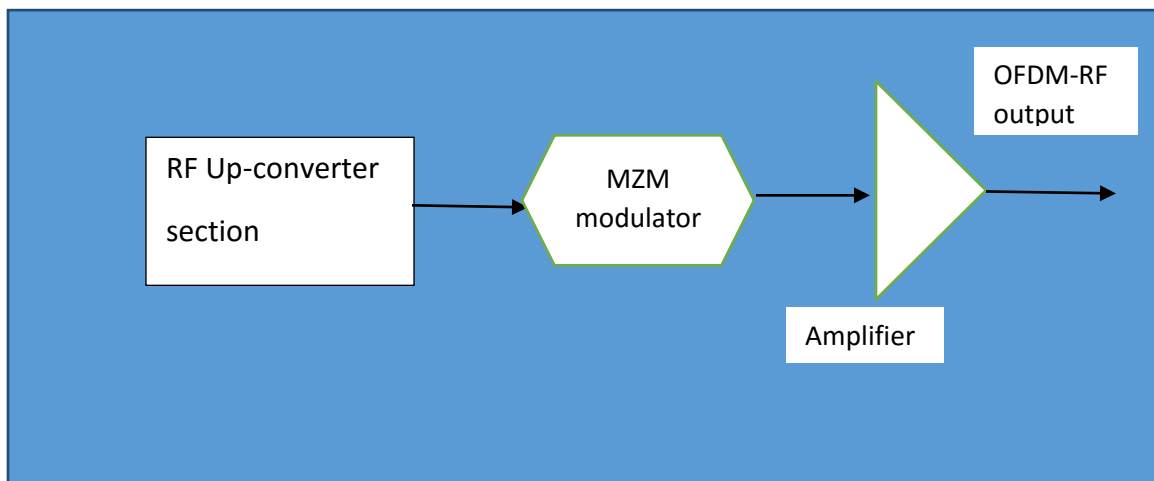 RF Up-converter
section
MZM
modulator
Amplifier
OFDM-RF
output